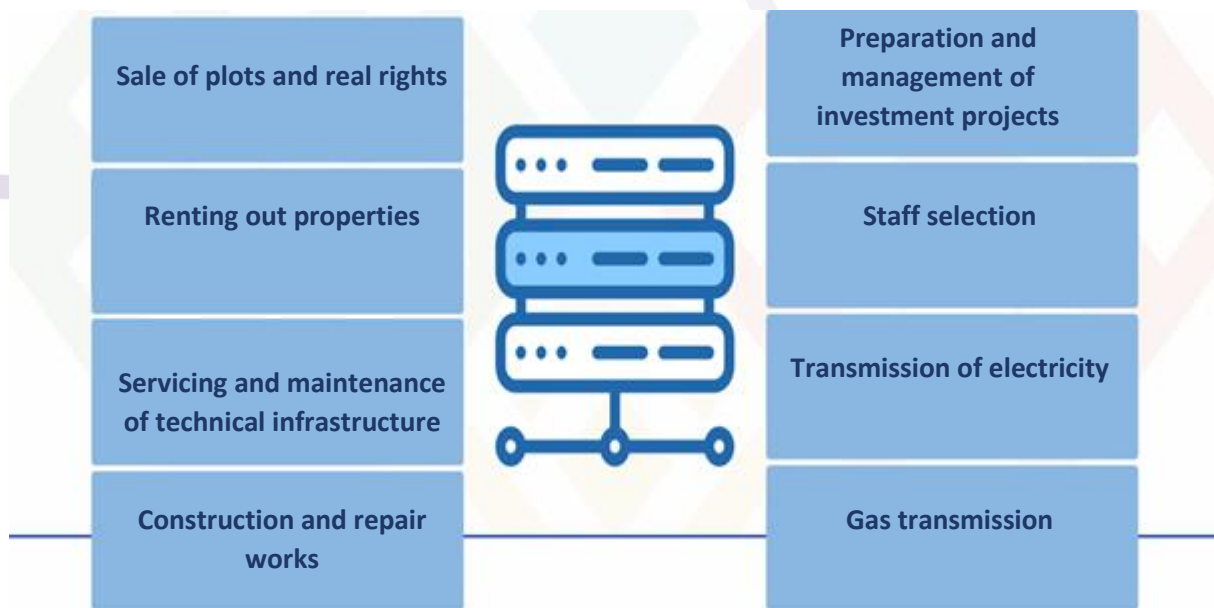 Sale of plots and real rights
Renting out properties
Servicing and maintenance
of technical infrastructure
Construction and repair
works
Preparation and
management of
investment projects
Staff selection
Transmission of electricity
Gas transmission